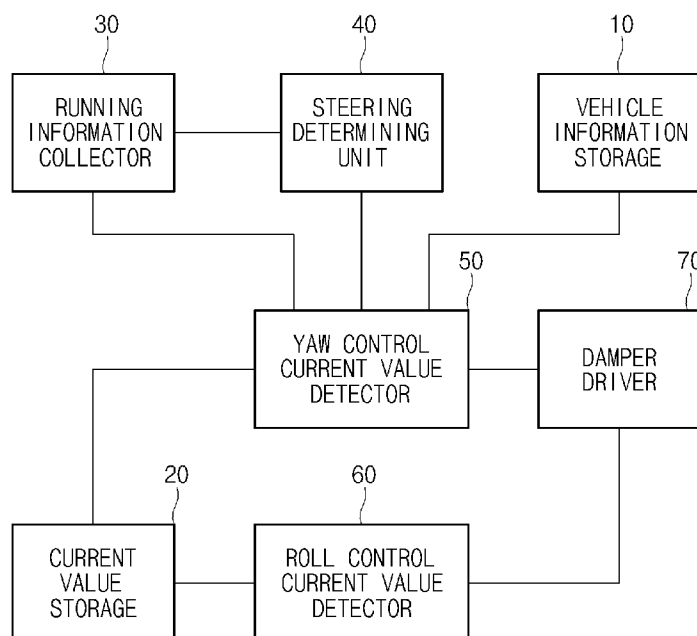 30
40
10
RUNNING
INFORMATION
COLLECTOR
STEERING
DETERMINING
UNIT
VEHICLE
INFORMATION
STORAGE
50
70
YAW CONTROL
CURRENT VALUE
DETECTOR
DAMPER
DRIVER
20
60
CURRENT
VALUE
STORAGE
ROLL CONTROL
CURRENT VALUE
DETECTOR